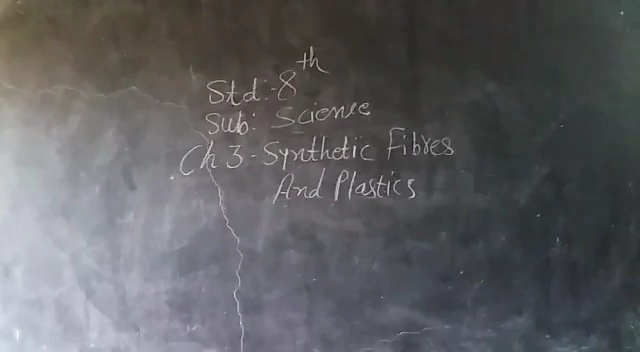 Std:- 8th
Sub: Science
Ch 3 - Synthetic Fibres
And Plastics